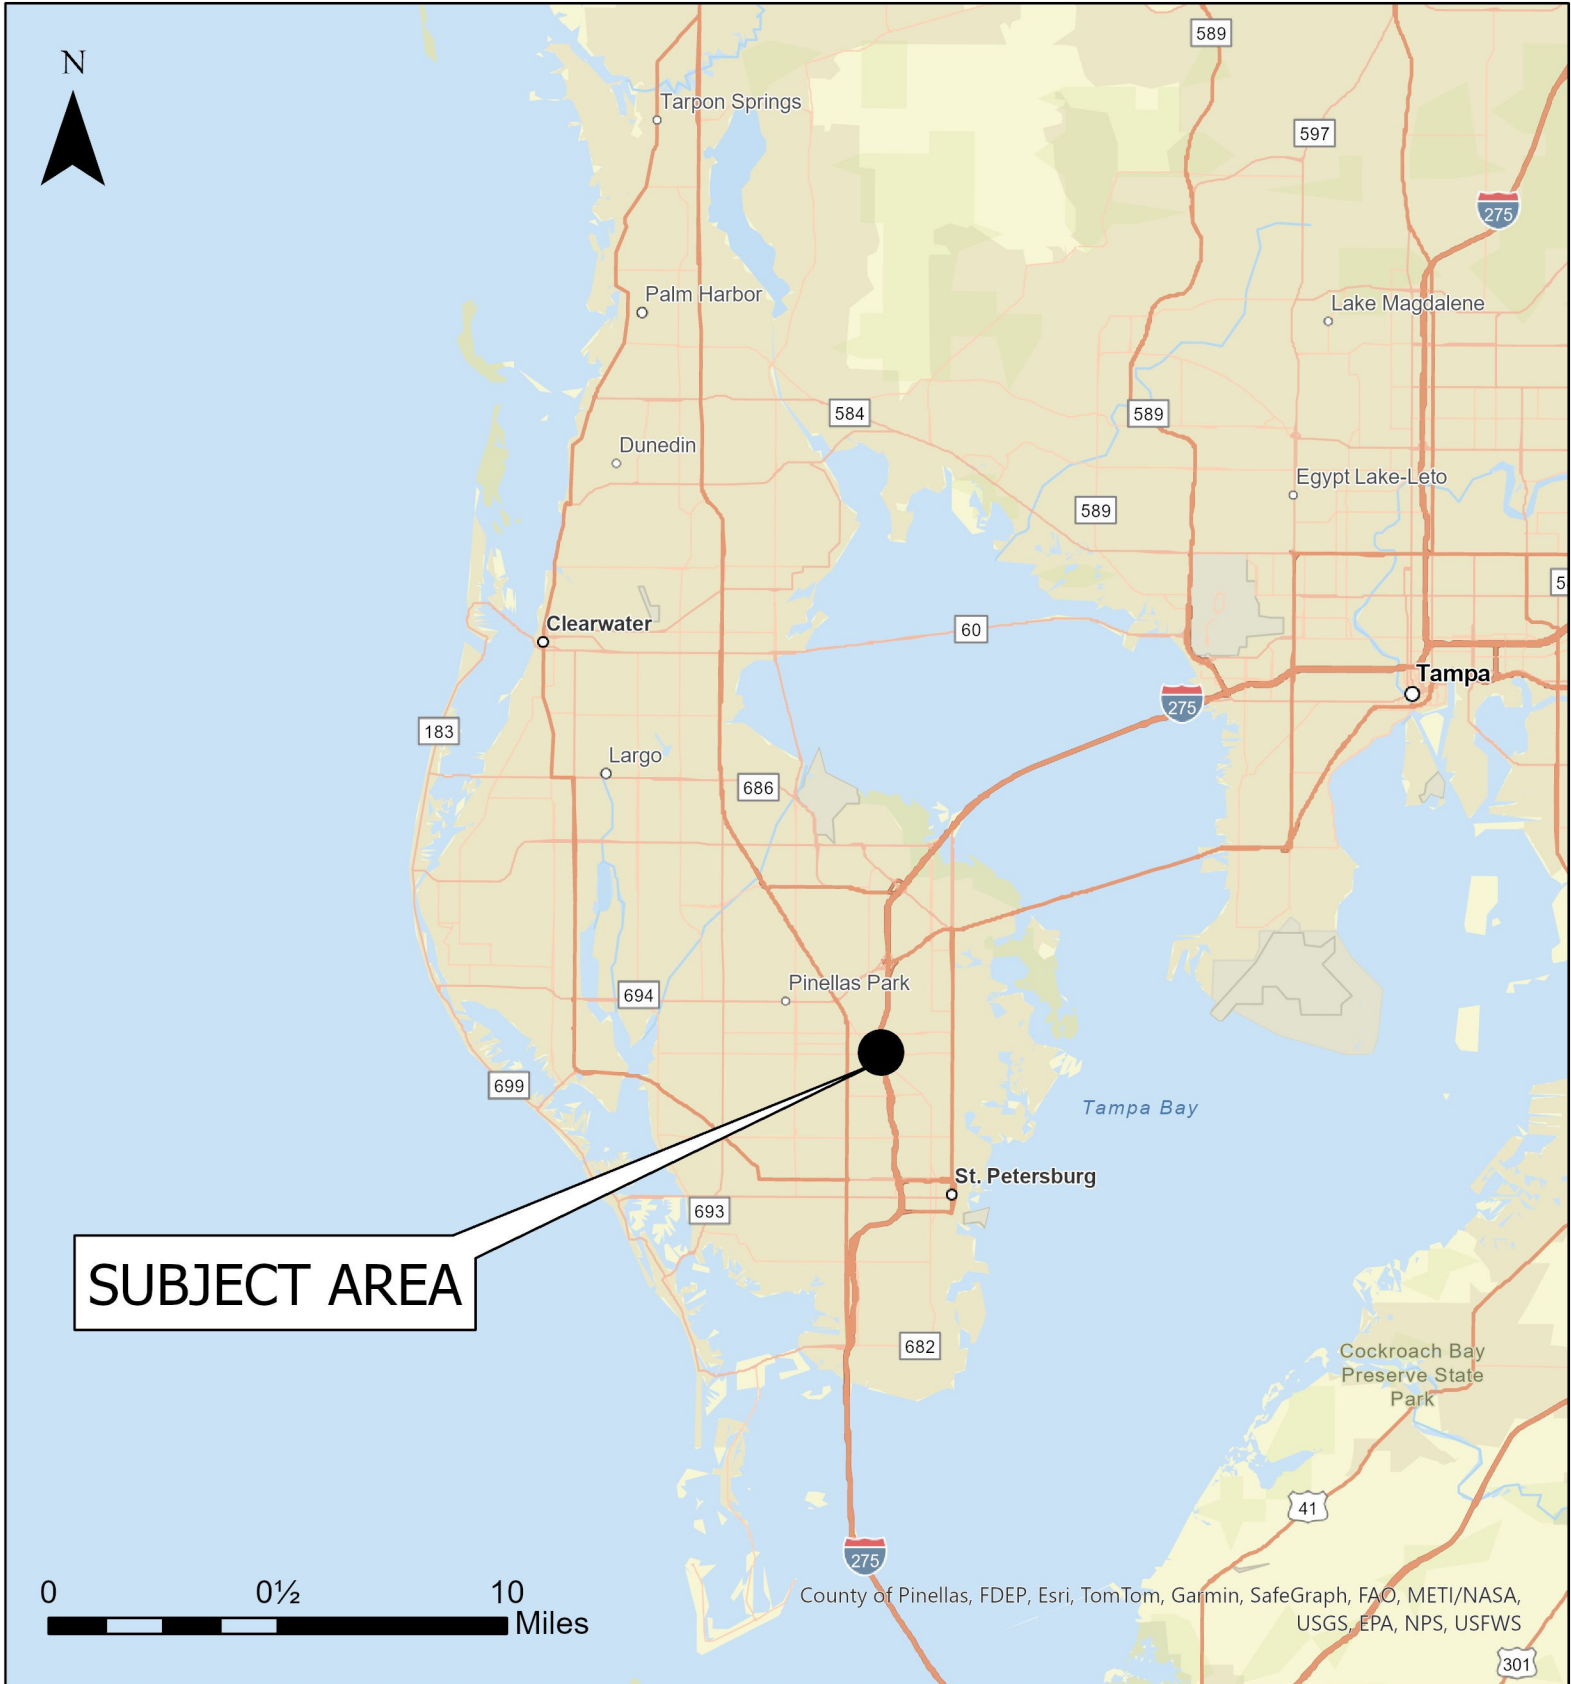 589
N
Tarpon Springs
597
275
Palm Harbor
Lake Magdalene
584
589
Dunedin
Egypt Lake-Leto
589
5
Clearwater
60
Tampa
275
183
Largo
686
Pinellas Park
694
699
Tampa Bay
St. Petersburg
693
SUBJECT AREA
682
Cockroach Bay
Preserve State
Park
41
275
0 0½ 10
Miles
County of Pinellas, FDEP, Esri, TomTom, Garmin, SafeGraph, FAO, METI/NASA,
USGS, EPA, NPS, USFWS
301